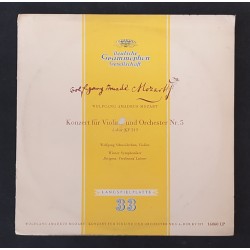 Deutsche
Grammophon
Gesellschaft
Wolfgang Amadé Mozart
WOLFGANG AMADEUS MOZART
Konzert für Violine und Orchester Nr. 5
A-dur KV 219
Wolfgang Schneiderhan, Violine
Wiener Symphoniker
Dirigent: Ferdinand Leitner
LANGSPIELPLATTE
33